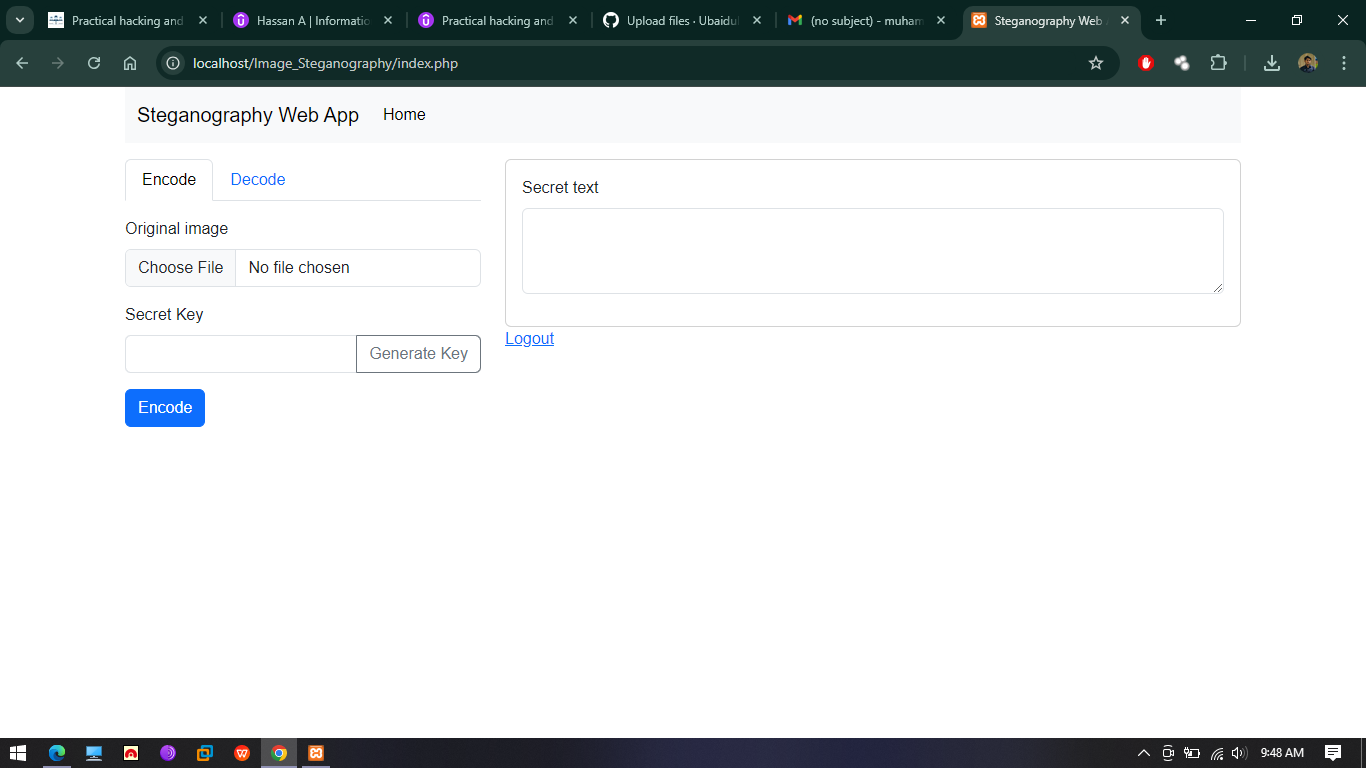 Practical hacking and
Hassan A | Informatio
Practical hacking and
Upload files · Ubaidul
(no subject) - muham
Steganography Web A
localhost/Image_Steganography/index.php
Steganography Web App
Home
Encode
Decode
Original image
Choose File
No file chosen
Secret Key
Generate Key
Encode
Secret text
Logout
9:48 AM